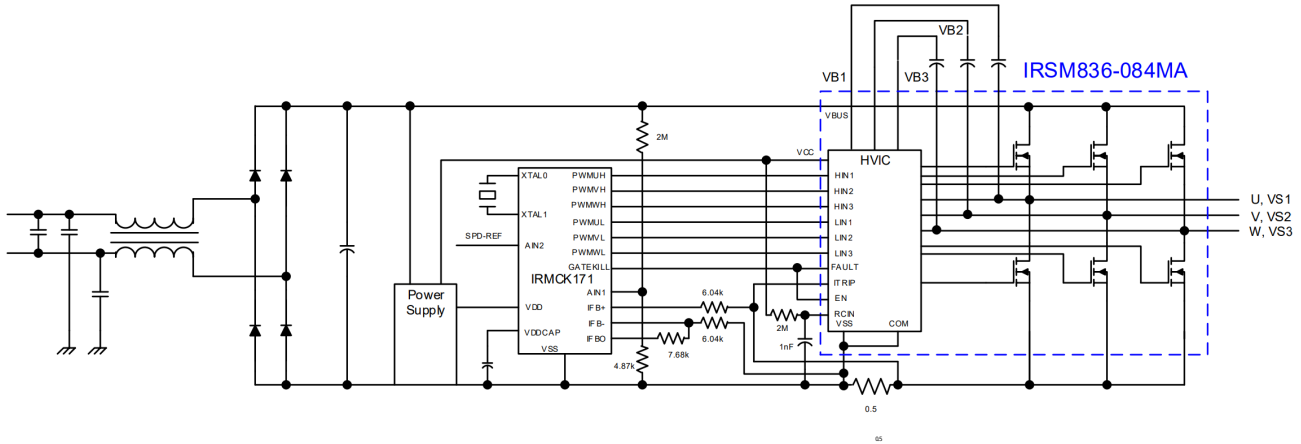 VB2
VB1
VB3
IRSM836-084MA
VBUS
2M
VCC
HVIC
XTAL0
PWMUH
HIN1
PWMVH
HIN2
PWMWH
HIN3
U, VS1
XTAL1
PWMUL
LIN1
V, VS2
SPD-REF
AIN2
PWMVL
LIN2
W, VS3
PWMWL
LIN3
GATEKILL
FAULT
IRMCK171
ITRIP
Power
Supply
AIN1
6.04k
EN
VDD
IFB+
RCIN
VDDCAP
IFB-
6.04k
2M
VSS
COM
IFBO
7.68k
1nF
VSS
4.87k
0.5
05